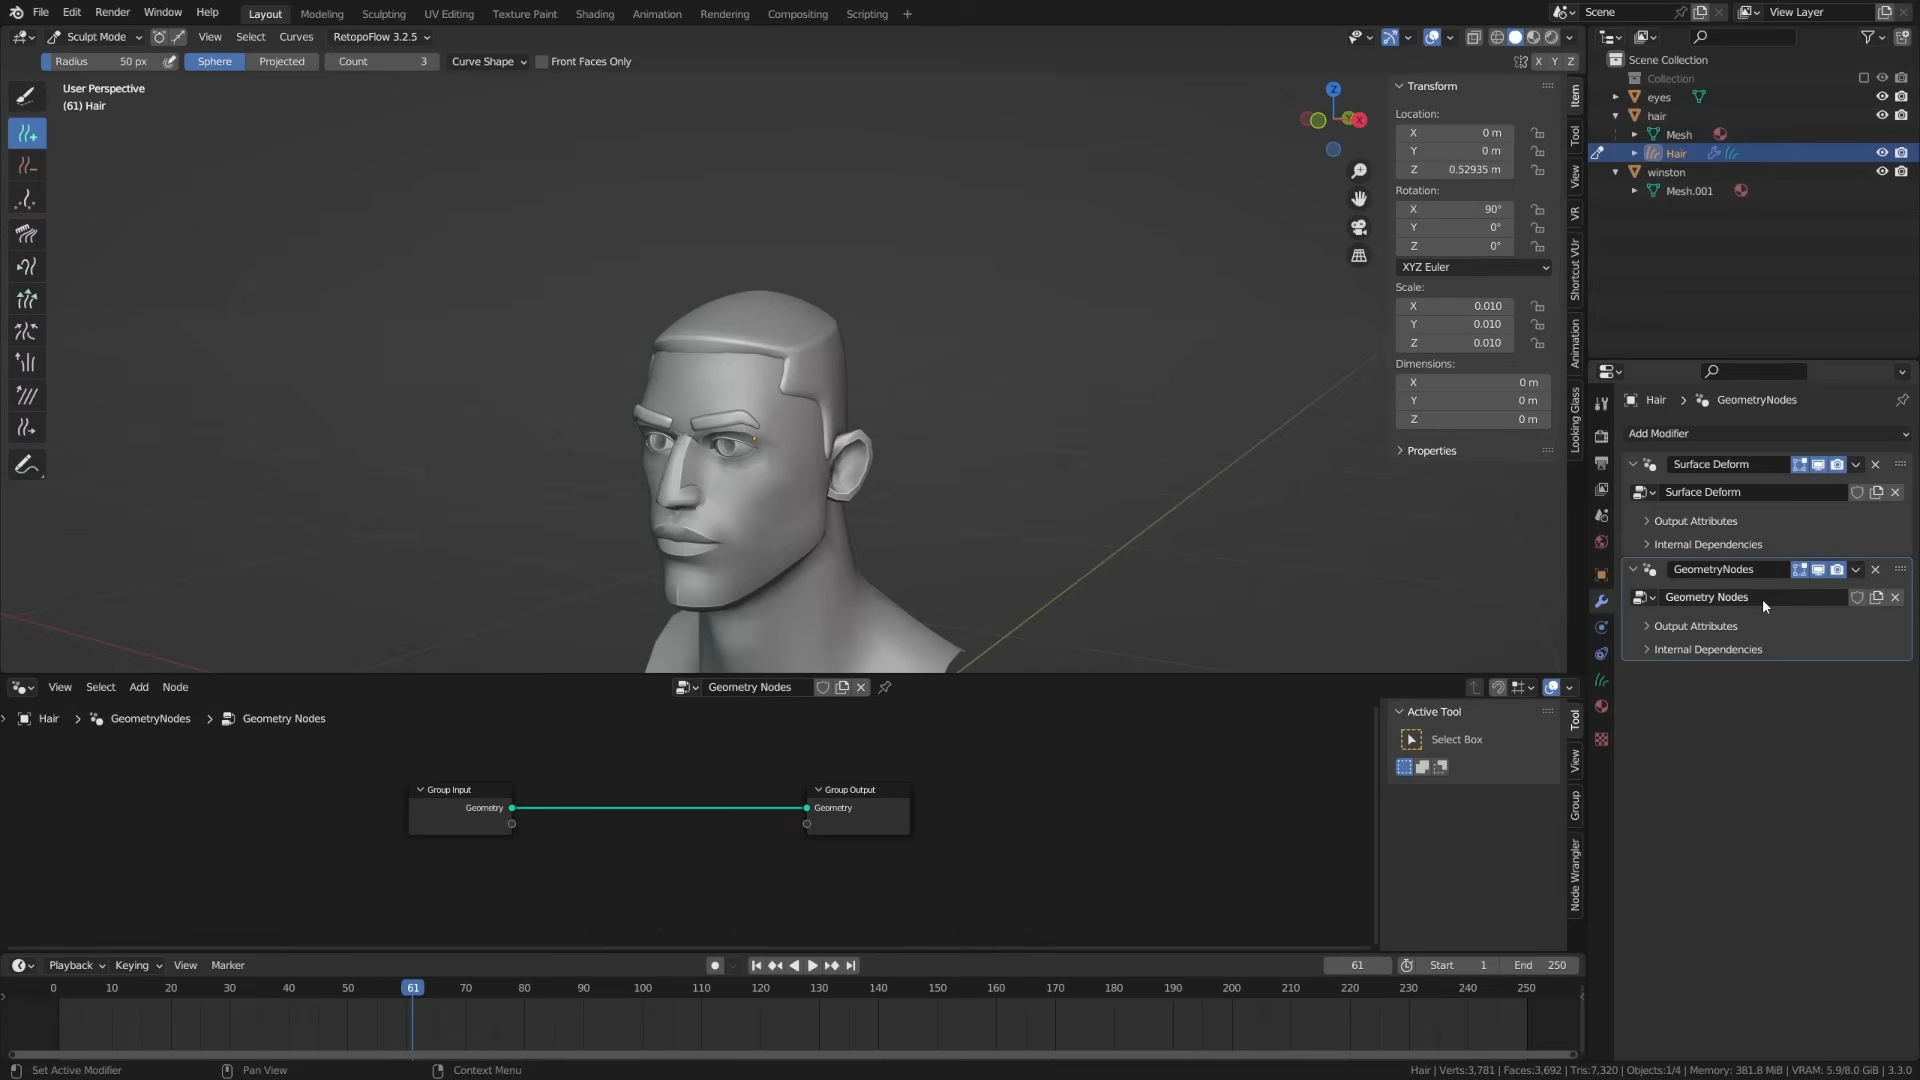 File Edit Render Window Help Layout Modeling Sculpting UV Editing Texture Paint Shading Animation Rendering Compositing Scripting + Scene View Layer
Sculpt Mode View Select Curves RetopoFlow 3.2.5
Radius 50 px Sphere Projected Count 3 Curve Shape Front Faces Only X Y Z
User Perspective
(61) Hair
Z
Y
X
Transform
Location:
X 0 m
Y 0 m
Z 0.52935 m
Rotation:
X 90°
Y 0°
Z 0°
XYZ Euler
Scale:
X 0.010
Y 0.010
Z 0.010
Dimensions:
X 0 m
Y 0 m
Z 0 m
Properties
Item
Tool
View
VR
Shortcut VUr
Animation
Looking Glass
Scene Collection
Collection
eyes
hair
Mesh
Hair
winston
Mesh.001
Hair > GeometryNodes
Add Modifier
Surface Deform
Surface Deform
Output Attributes
Internal Dependencies
GeometryNodes
Geometry Nodes
Output Attributes
Internal Dependencies
View Select Add Node Geometry Nodes
Hair > GeometryNodes > Geometry Nodes
Group Input
Geometry
Group Output
Geometry
Active Tool
Select Box
Tool
View
Group
Node Wrangler
Playback Keying View Marker 61 Start 1 End 250
0 10 20 30 40 50 61 70 80 90 100 110 120 130 140 150 160 170 180 190 200 210 220 230 240 250
Set Active Modifier Pan View Context Menu Hair | Verts:3,781 | Faces:3,692 | Tris:7,320 | Objects:1/4 | Memory: 381.8 MiB | VRAM: 5.9/8.0 GiB | 3.3.0